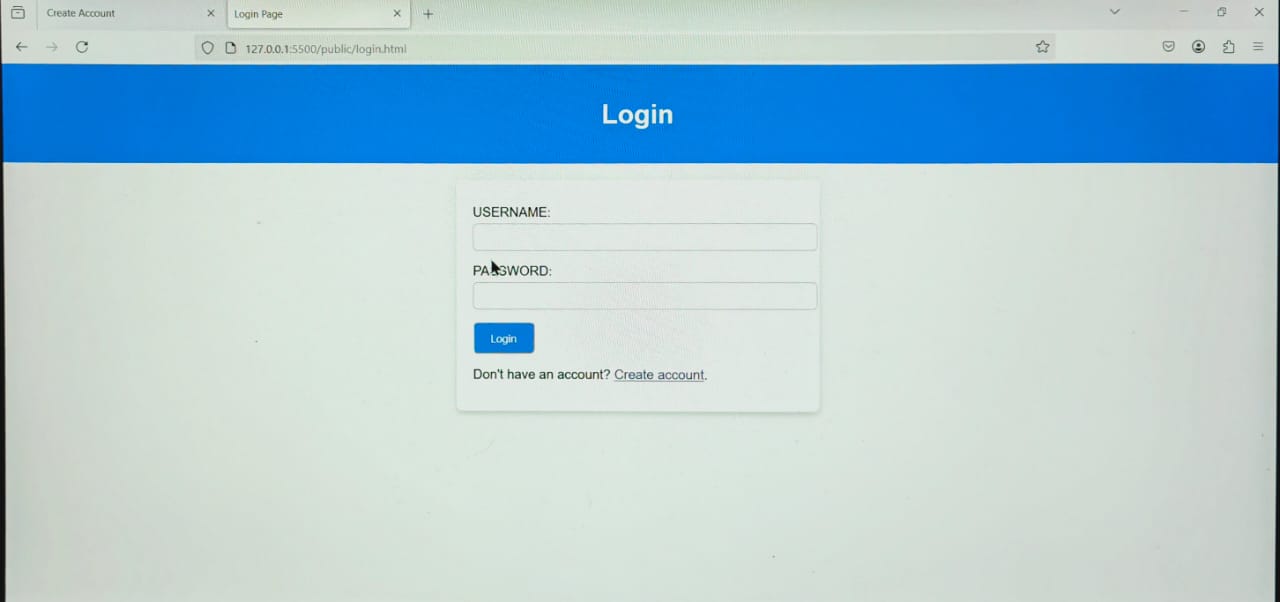 Create Account
Login Page
127.0.0.1:5500/public/login.html
Login
USERNAME:
PASSWORD:
Login
Don't have an account? Create account.